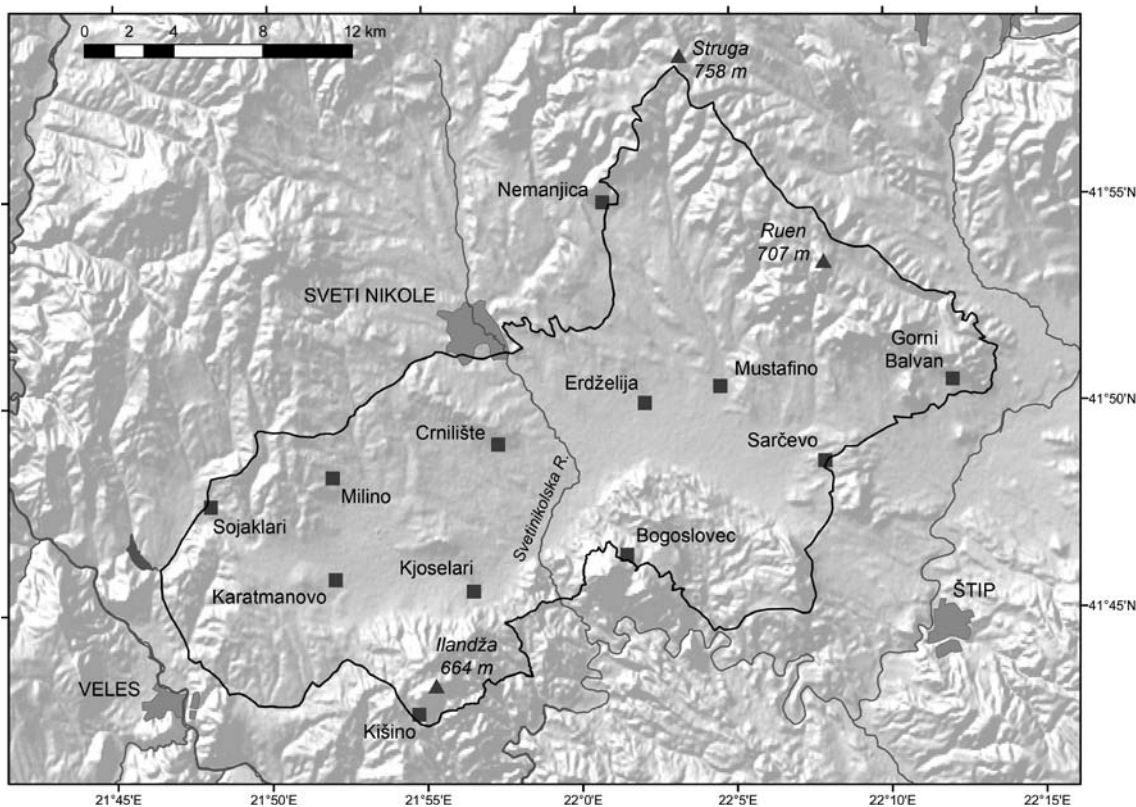 0 2 4 8 12 km
Struga
758 m
Nemanjica
41°55'N
Ruen
707 m
SVETI NIKOLE
Gorni
Balvan
Mustafino
Erdželija
41°50'N
Crnilište
Sarčevo
Milino
Svetinikolska R.
Sojaklari
Bogoslovec
Kjoselari
Karatmanovo
ŠTIP
41°45'N
Ilandža
664 m
VELES
Kišino
21°45'E 21°50'E 21°55'E 22°0'E 22°5'E 22°10'E 22°15'E